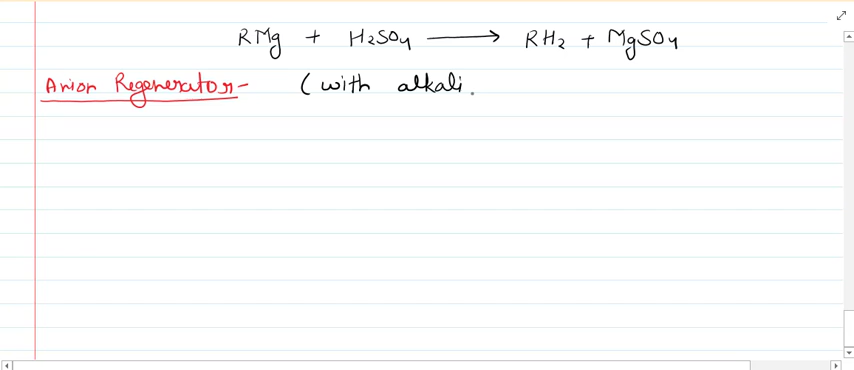 RMg + H2SO4 ⟶ RH2 + MgSO4
Anion Regenerator- (with alkali